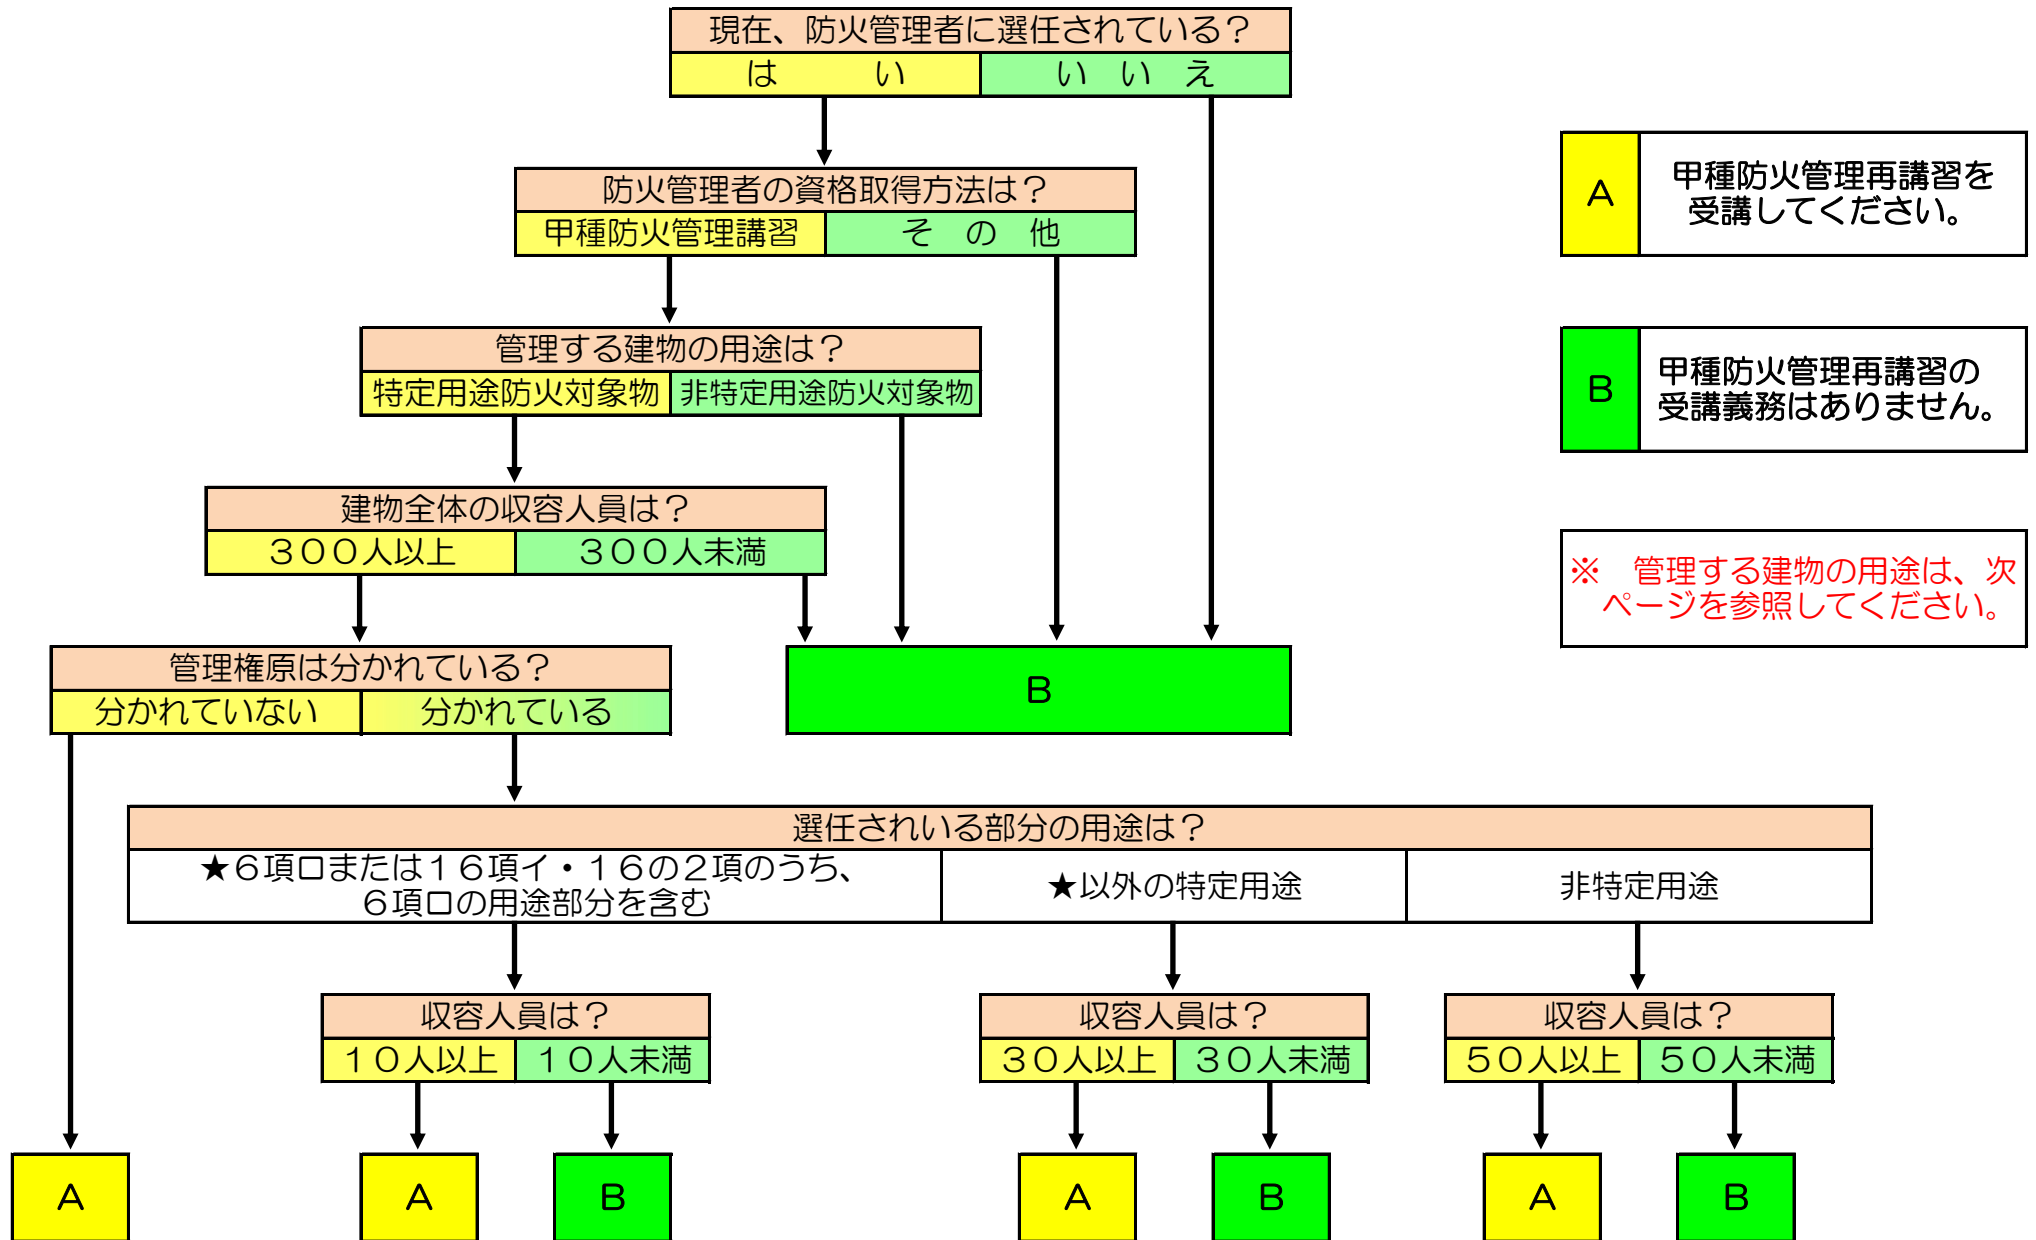 現在、防火管理者に選任されている？
は　　い
い　い　え
防火管理者の資格取得方法は？
甲種防火管理講習
そ　の　他
管理する建物の用途は？
特定用途防火対象物
非特定用途防火対象物
建物全体の収容人員は？
３００人以上
３００人未満
管理権原は分かれている？
分かれていない
分かれている
B
A
甲種防火管理再講習を
受講してください。
B
甲種防火管理再講習の
受講義務はありません。
※　管理する建物の用途は、次
ページを参照してください。
選任されいる部分の用途は？
★６項ロまたは１６項イ・１６の２項のうち、
６項ロの用途部分を含む
★以外の特定用途
非特定用途
収容人員は？
１０人以上
１０人未満
収容人員は？
３０人以上
３０人未満
収容人員は？
５０人以上
５０人未満
A
A
B
A
B
A
B